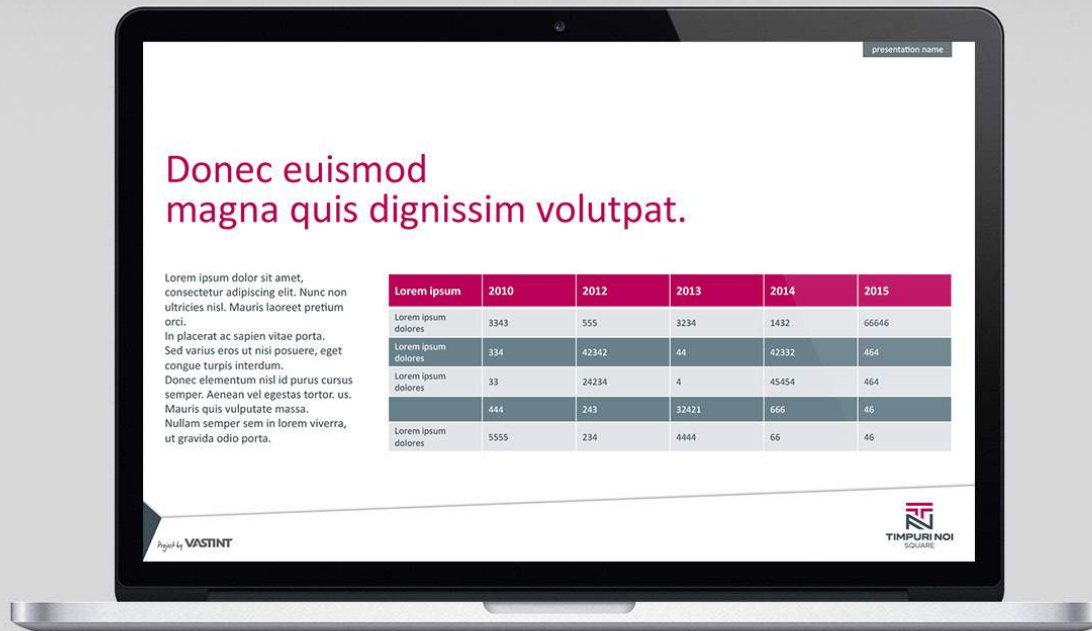 presentation name
Donec euismod
magna quis dignissim volutpat.
Lorem ipsum dolor sit amet,
consectetur adipiscing elit. Nunc non
ultricies nisl. Mauris laoreet pretium
orci.
In placerat ac sapien vitae porta.
Sed varius eros ut nisi posuere, eget
congue turpis interdum.
Donec elementum nisl id purus cursus
semper. Aenean vel egestas tortor. us.
Mauris quis vulputate massa.
Nullam semper sem in lorem viverra,
ut gravida odio porta.
Lorem ipsum 2010 2012 2013 2014 2015
Lorem ipsum
dolores 3343 555 3234 1432 66646
Lorem ipsum
dolores 334 42342 44 42332 464
Lorem ipsum
dolores 33 24234 4 45454 464
444 243 32421 666 46
Lorem ipsum
dolores 5555 234 4444 66 46
Project by VASTINT
TIMPURI NOI
SQUARE